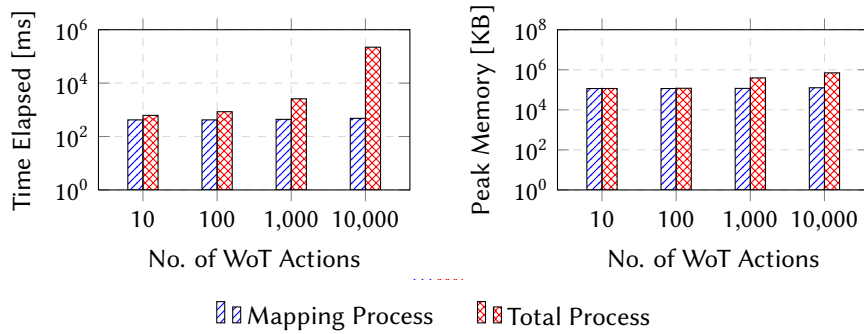 Time Elapsed [ms]
10^6
10^4
10^2
10^0
10 100 1,000 10,000
No. of WoT Actions
Peak Memory [KB]
10^8
10^6
10^4
10^2
10^0
10 100 1,000 10,000
No. of WoT Actions
Mapping Process Total Process